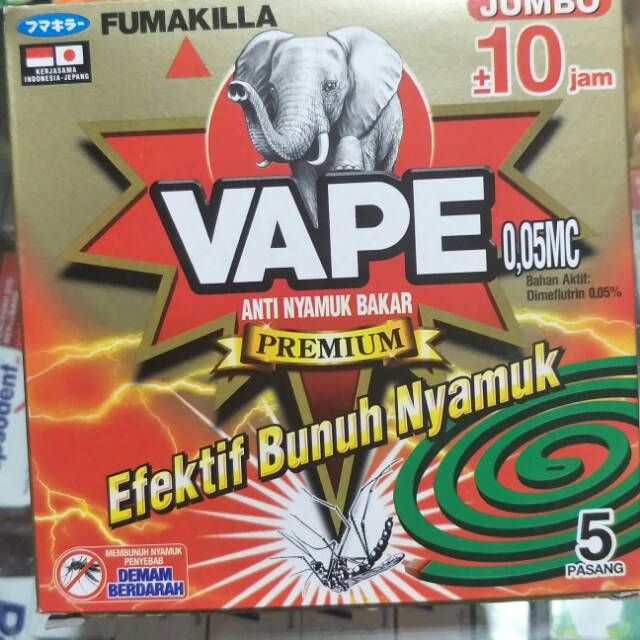 フマキラー
FUMAKILLA
JUMBO
±10 jam
KERJASAMA
INDONESIA-JEPANG
VAPE
0,05MC
Bahan Aktif:
Dimeflutrin 0.05%
ANTI NYAMUK BAKAR
PREMIUM
Efektif Bunuh Nyamuk
MEMBUNUH NYAMUK
PENYEBAB
DEMAM
BERDARAH
5
PASANG